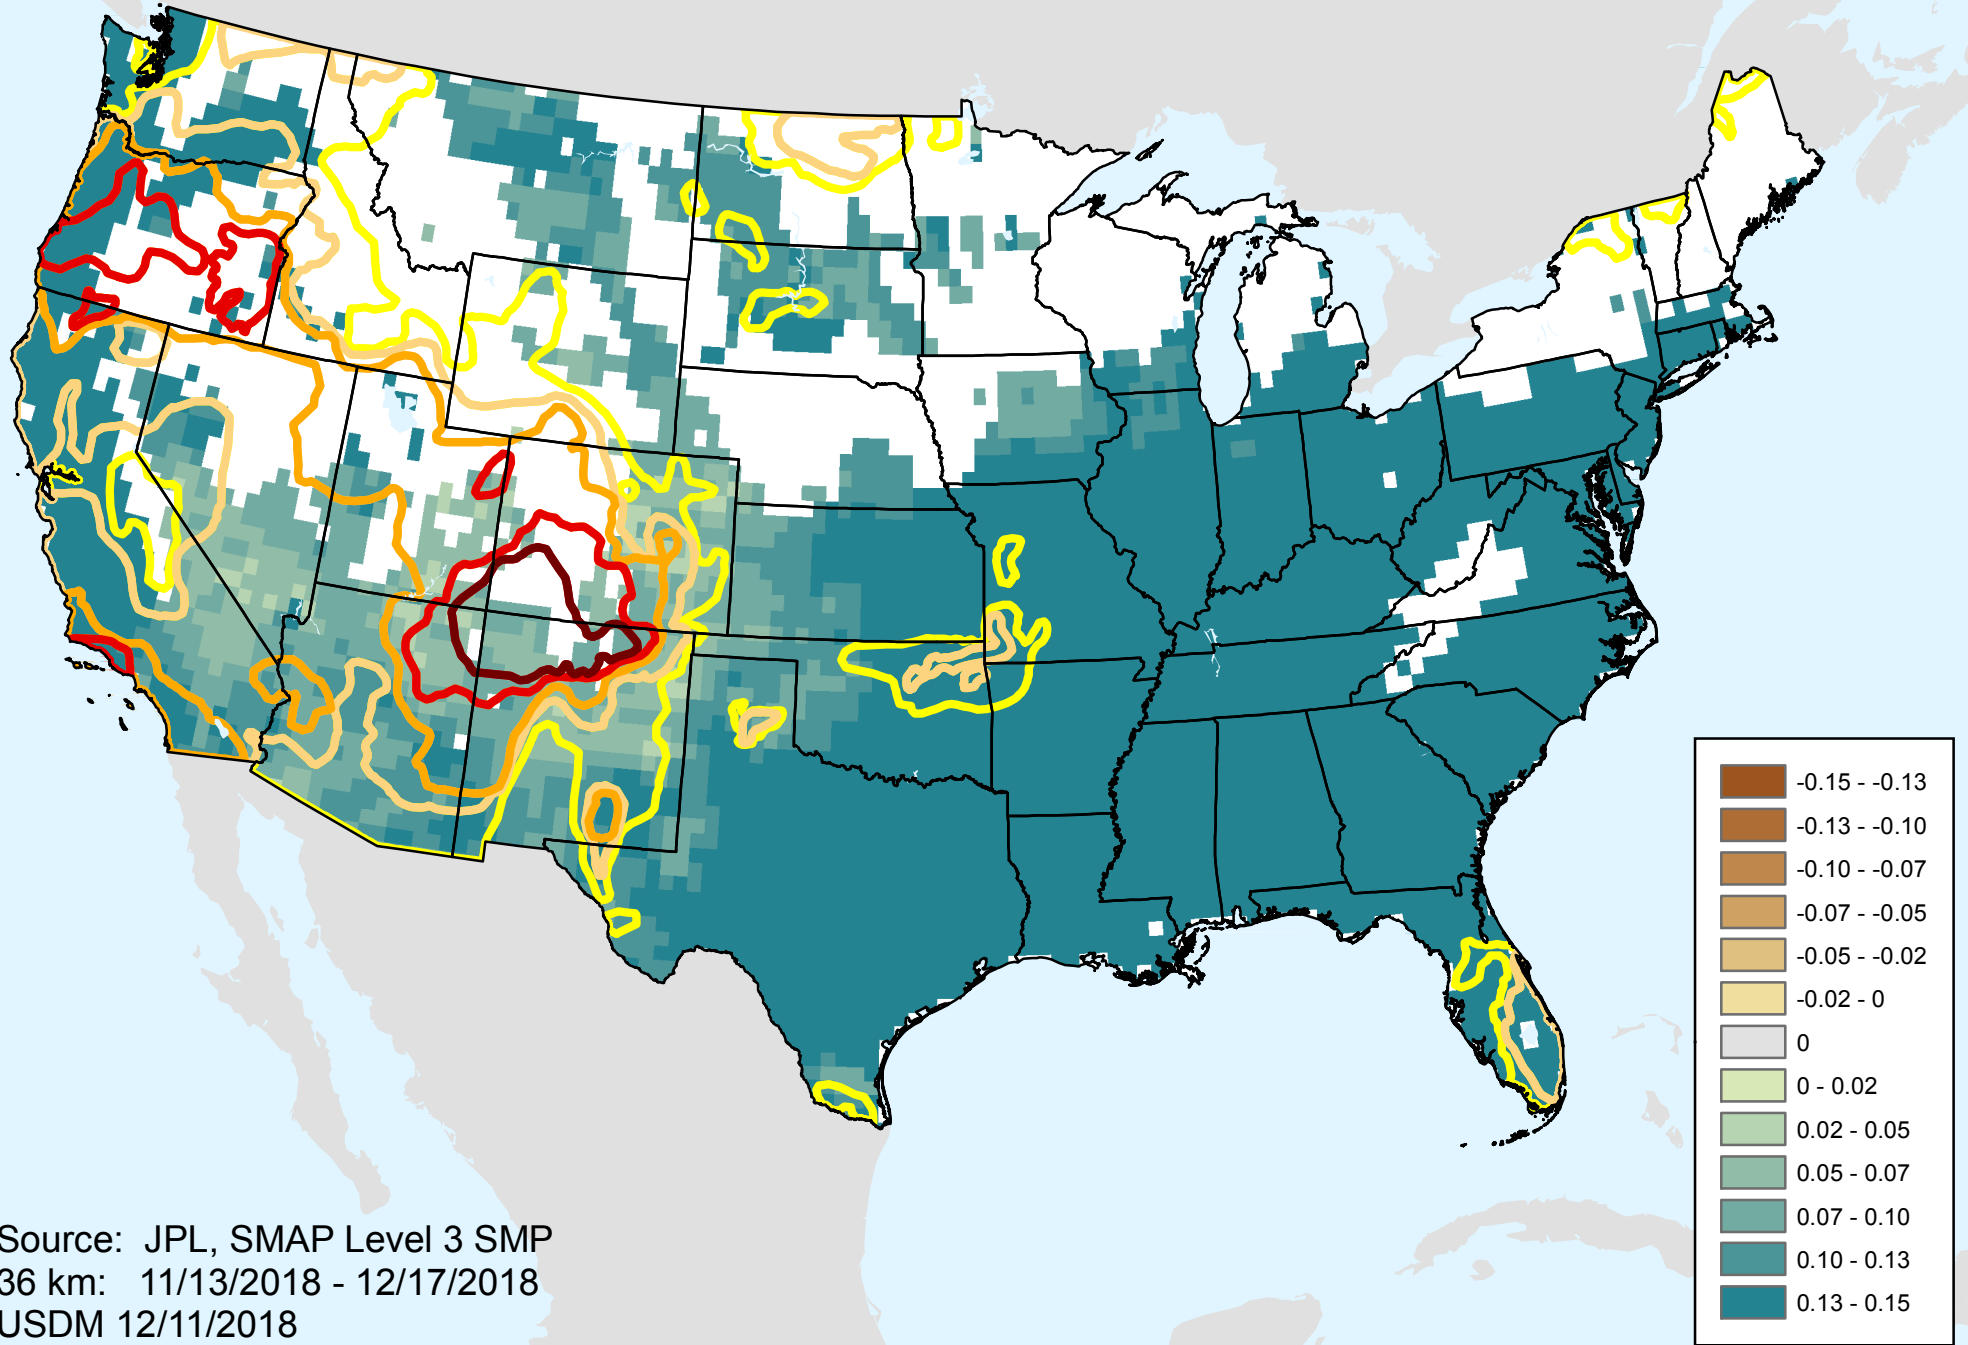 -0.15 - -0.13
-0.13 - -0.10
-0.10 - -0.07
-0.07 - -0.05
-0.05 - -0.02
-0.02 - 0
0
0 - 0.02
0.02 - 0.05
0.05 - 0.07
0.07 - 0.10
0.10 - 0.13
0.13 - 0.15
Source: JPL, SMAP Level 3 SMP
36 km: 11/13/2018 - 12/17/2018
USDM 12/11/2018